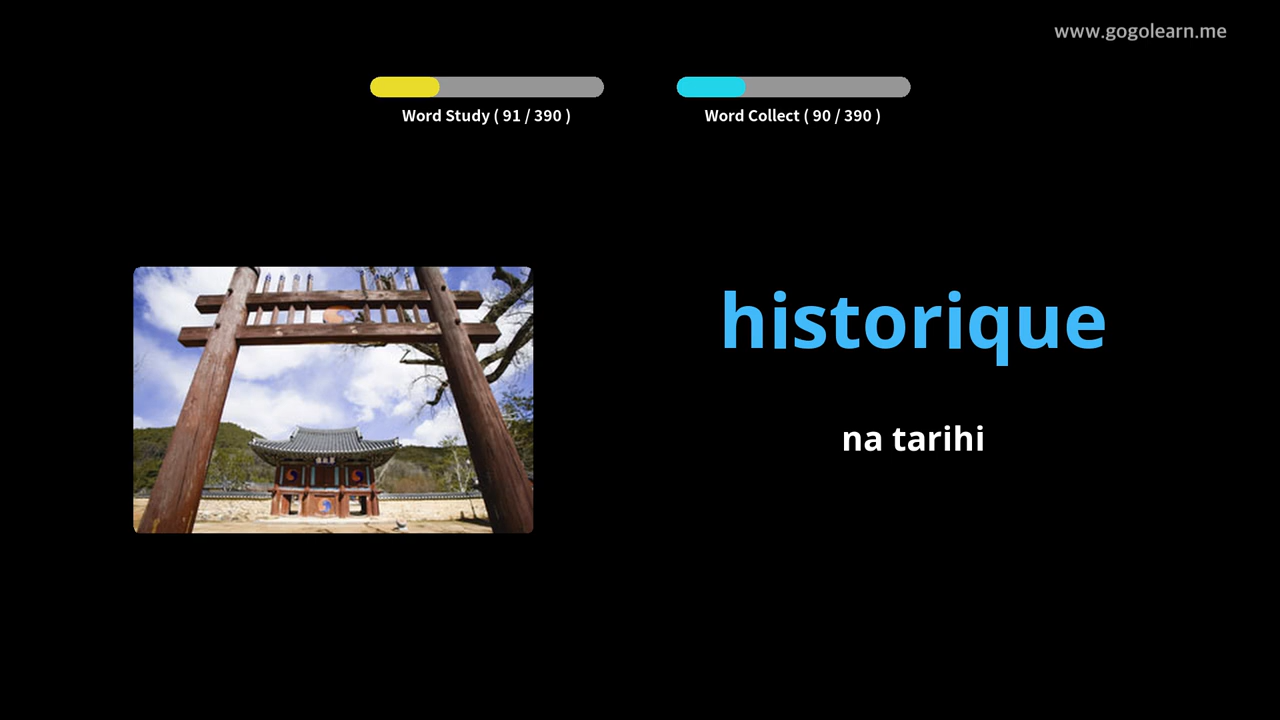 www.gogolearn.me
Word Study ( 91 / 390 )
Word Collect ( 90 / 390 )
historique
na tarihi